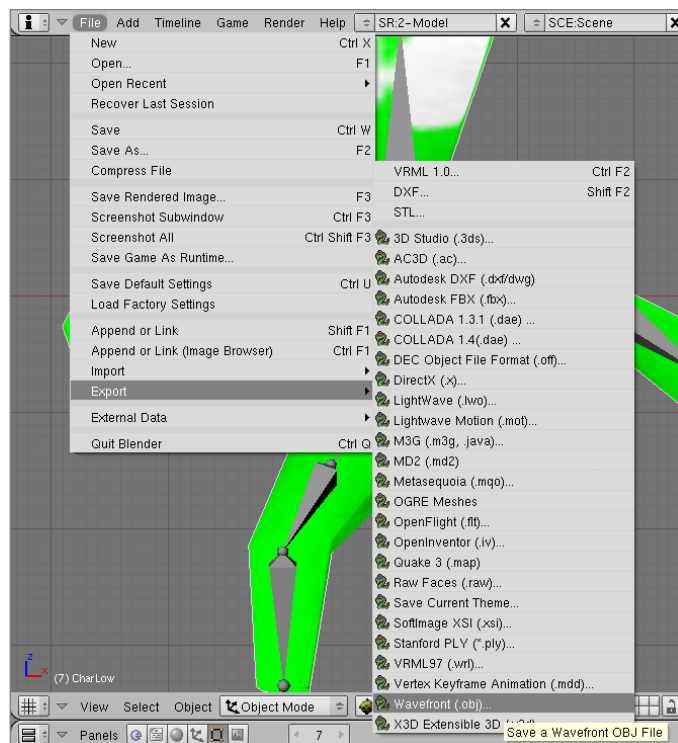 File Add Timeline Game Render Help SR:2-Model SCE:Scene
New Ctrl X
Open... F1
Open Recent
Recover Last Session
Save Ctrl W
Save As... F2
Compress File
Save Rendered Image... F3
Screenshot Subwindow Ctrl F3
Screenshot All Ctrl Shift F3
Save Game As Runtime...
Save Default Settings Ctrl U
Load Factory Settings
Append or Link Shift F1
Append or Link (Image Browser) Ctrl F1
Import
Export
External Data
Quit Blender Ctrl Q
VRML 1.0... Ctrl F2
DXF... Shift F2
STL...
3D Studio (.3ds)...
AC3D (.ac)...
Autodesk DXF (.dxf/dwg)
Autodesk FBX (.fbx)...
COLLADA 1.3.1 (.dae) ...
COLLADA 1.4(.dae) ...
DEC Object File Format (.off)...
DirectX (.x)...
LightWave (.lwo)...
Lightwave Motion (.mot)...
M3G (.m3g, .java)...
MD2 (.md2)
Metasequoia (.mqo)...
OGRE Meshes
OpenFlight (.flt)...
OpenInventor (.iv)...
Quake 3 (.map)
Raw Faces (.raw)...
Save Current Theme...
SoftImage XSI (.xsi)...
Stanford PLY (*.ply)...
VRML97 (.wrl)...
Vertex Keyframe Animation (.mdd)...
Wavefront (.obj)...
X3D Extensible 3D
Save a Wavefront OBJ File
z
x
(7) CharLow
View Select Object Object Mode
Panels 7